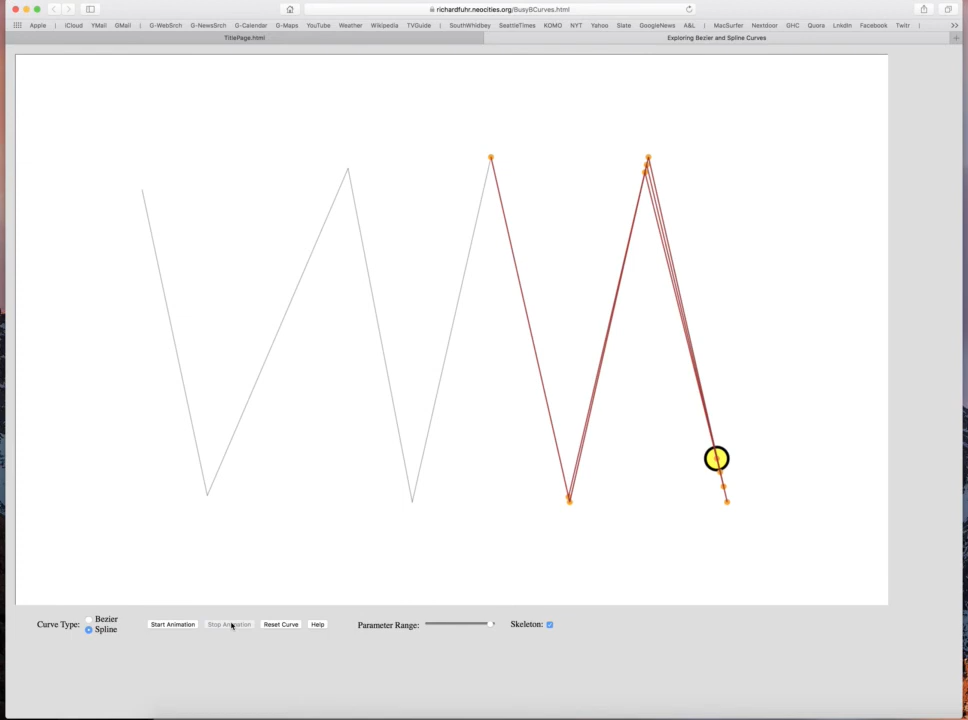 richardfuhr.neocities.org/BusyBCurves.html
Apple | iCloud YMail GMail | G-WebSrch G-NewsSrch G-Calendar G-Maps YouTube Weather Wikipedia TVGuide | SouthWhidbey SeattleTimes KOMO NYT Yahoo Slate GoogleNews A&L | MacSurfer Nextdoor GHC Quora LnkdIn Facebook Twitr |
TitlePage.html Exploring Bezier and Spline Curves
Curve Type: Bezier
Spline
Start Animation Stop Animation Reset Curve Help Parameter Range: Skeleton: